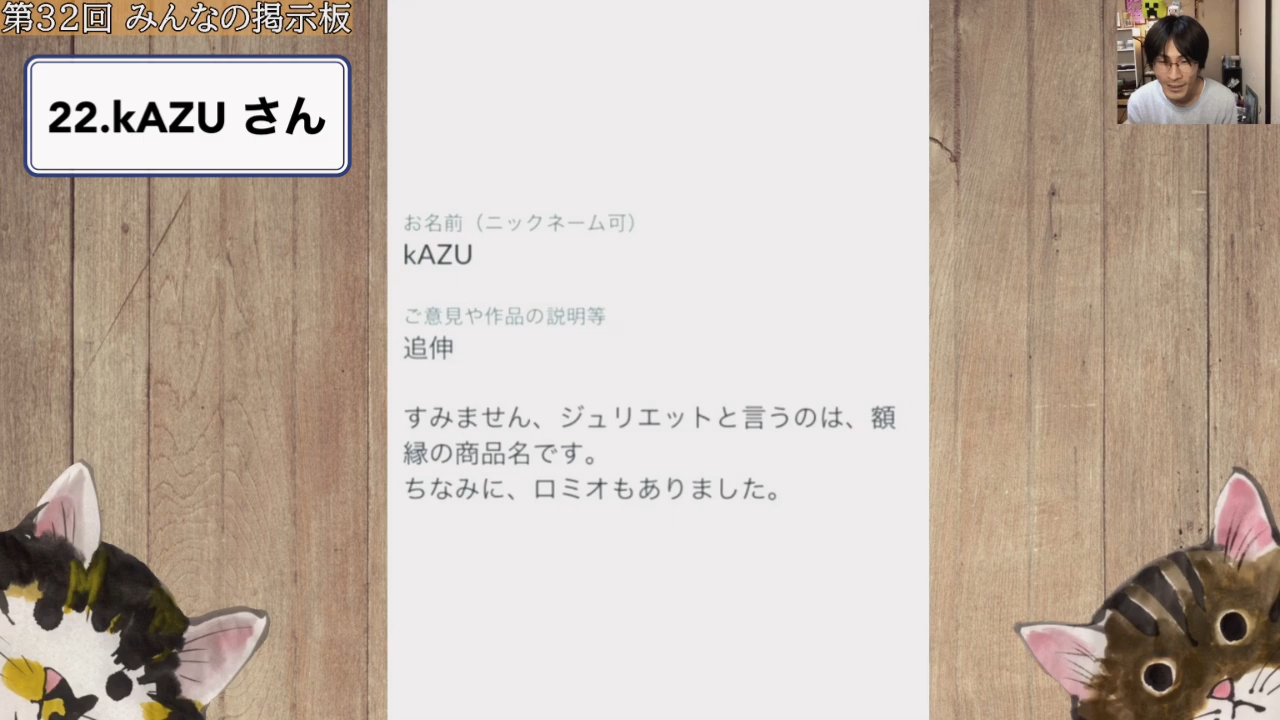 第32回 みんなの掲示板
22.kAZU さん
お名前（ニックネーム可）
kAZU
ご意見や作品の説明等
追伸
すみません、ジュリエットと言うのは、額
縁の商品名です。
ちなみに、ロミオもありました。